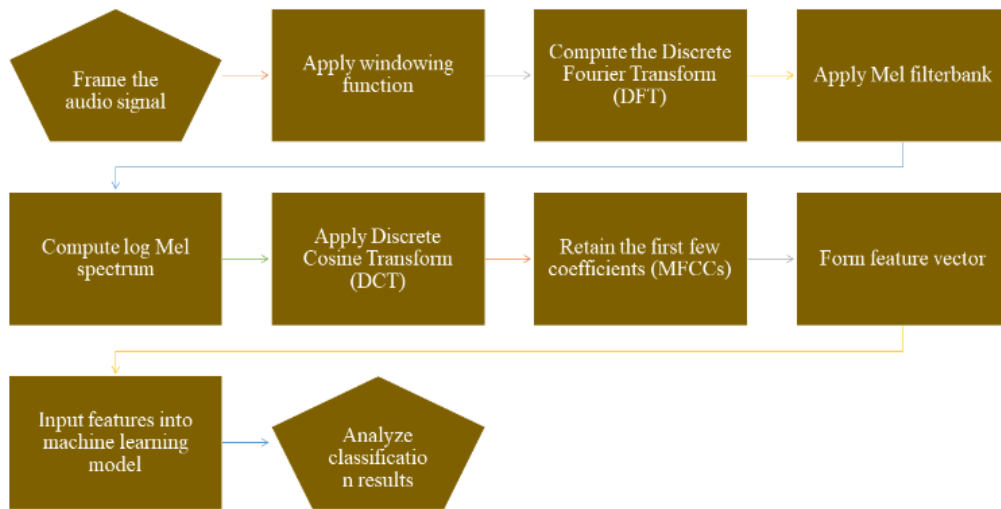 Frame the
audio signal
Apply windowing
function
Compute the Discrete
Fourier Transform
(DFT)
Apply Mel filterbank
Compute log Mel
spectrum
Apply Discrete
Cosine Transform
(DCT)
Retain the first few
coefficients (MFCCs)
Form feature vector
Input features into
machine learning
model
Analyze
classificatio
n results